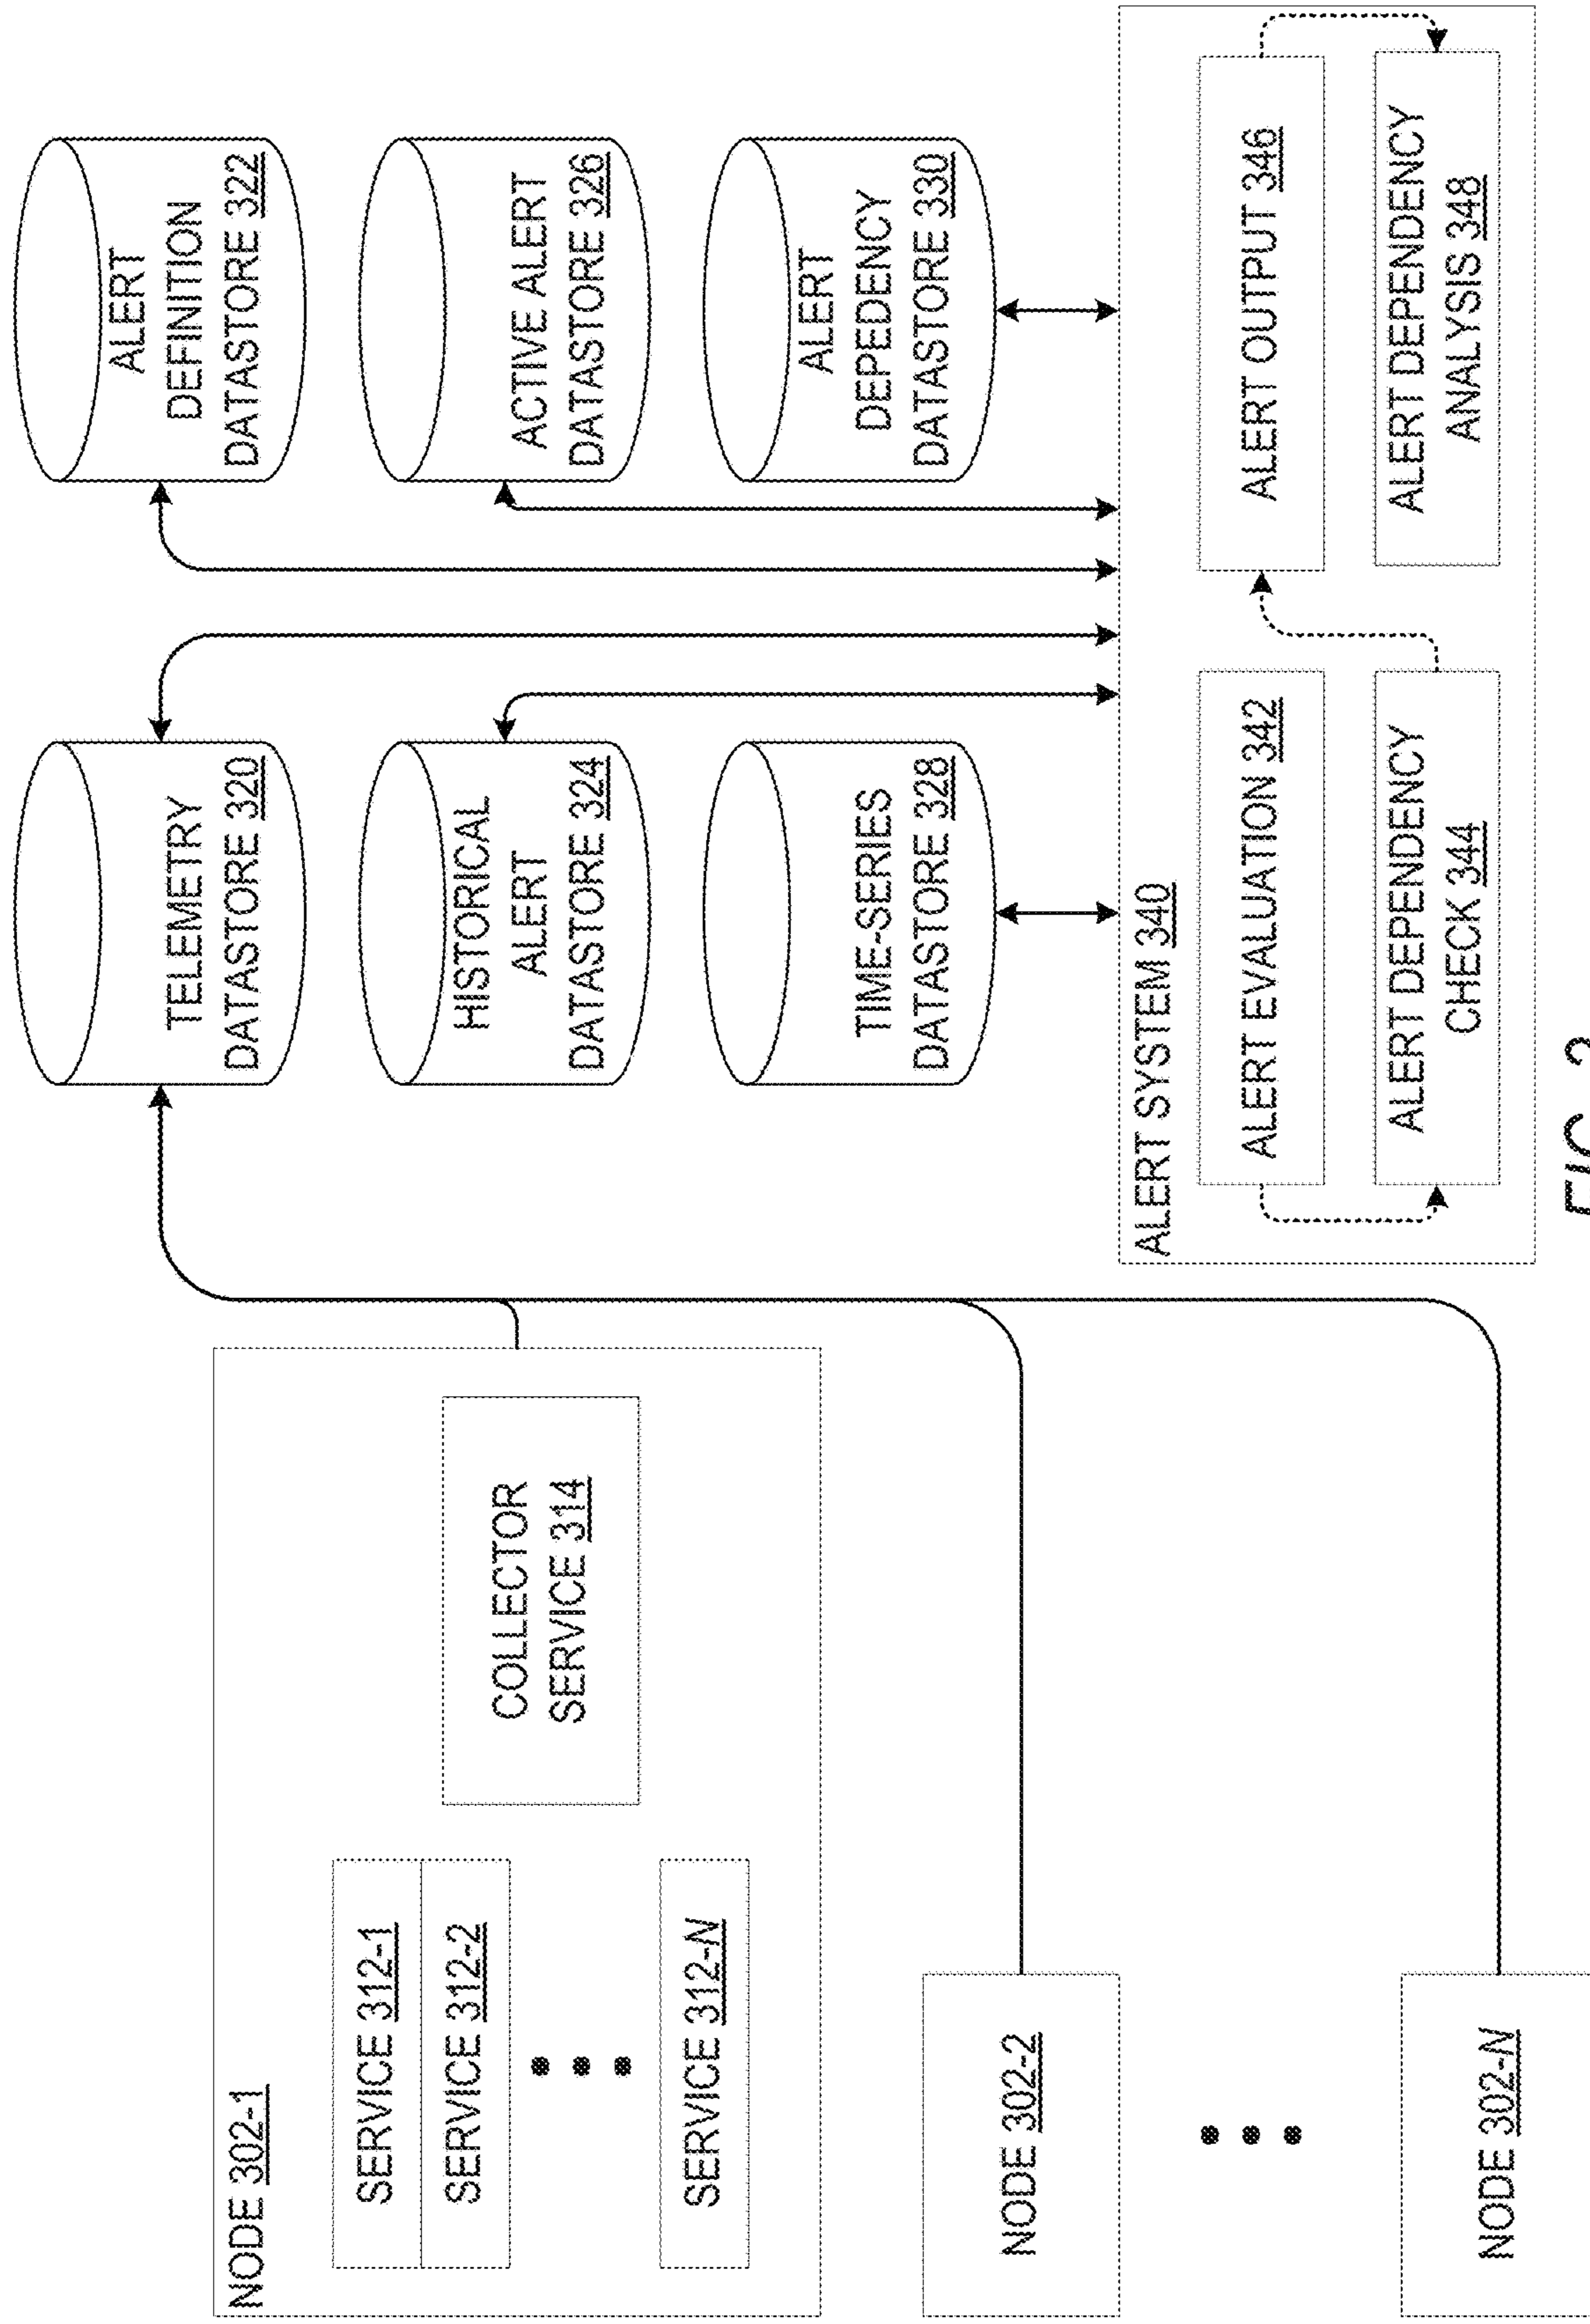 NODE 302-1
SERVICE 312-1
SERVICE 312-2
SERVICE 312-N
COLLECTOR
SERVICE 314
NODE 302-2
NODE 302-N
TELEMETRY
DATASTORE 320
ALERT
DEFINITION
DATASTORE 322
HISTORICAL
ALERT
DATASTORE 324
ACTIVE ALERT
DATASTORE 326
TIME-SERIES
DATASTORE 328
ALERT
DEPEDENCY
DATASTORE 330
ALERT SYSTEM 340
ALERT EVALUATION 342
ALERT DEPENDENCY
CHECK 344
ALERT OUTPUT 346
ALERT DEPENDENCY
ANALYSIS 348